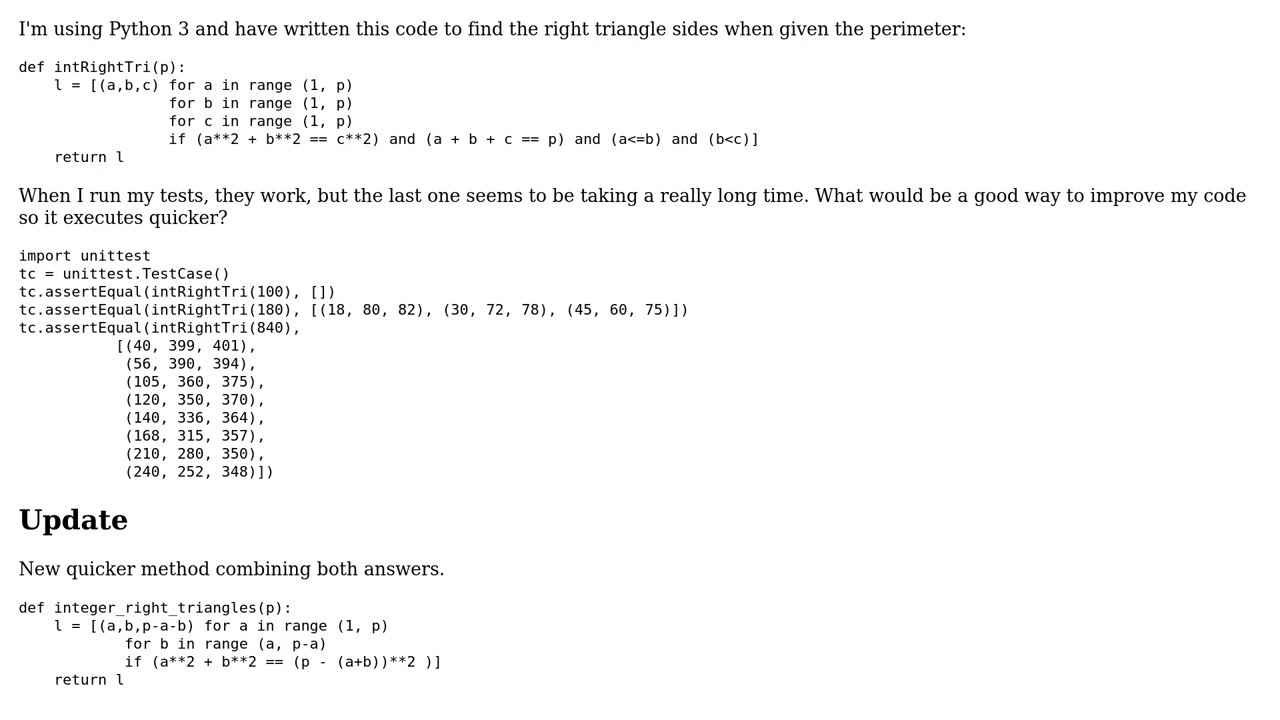 I'm using Python 3 and have written this code to find the right triangle sides when given the perimeter:
def intRightTri(p):
    l = [(a,b,c) for a in range (1, p)
                 for b in range (1, p)
                 for c in range (1, p)
                 if (a**2 + b**2 == c**2) and (a + b + c == p) and (a<=b) and (b<c)]
    return l
When I run my tests, they work, but the last one seems to be taking a really long time. What would be a good way to improve my code
so it executes quicker?
import unittest
tc = unittest.TestCase()
tc.assertEqual(intRightTri(100), [])
tc.assertEqual(intRightTri(180), [(18, 80, 82), (30, 72, 78), (45, 60, 75)])
tc.assertEqual(intRightTri(840),
           [(40, 399, 401),
            (56, 390, 394),
            (105, 360, 375),
            (120, 350, 370),
            (140, 336, 364),
            (168, 315, 357),
            (210, 280, 350),
            (240, 252, 348)])
Update
New quicker method combining both answers.
def integer_right_triangles(p):
    l = [(a,b,p-a-b) for a in range (1, p)
            for b in range (a, p-a)
            if (a**2 + b**2 == (p - (a+b))**2 )]
    return l